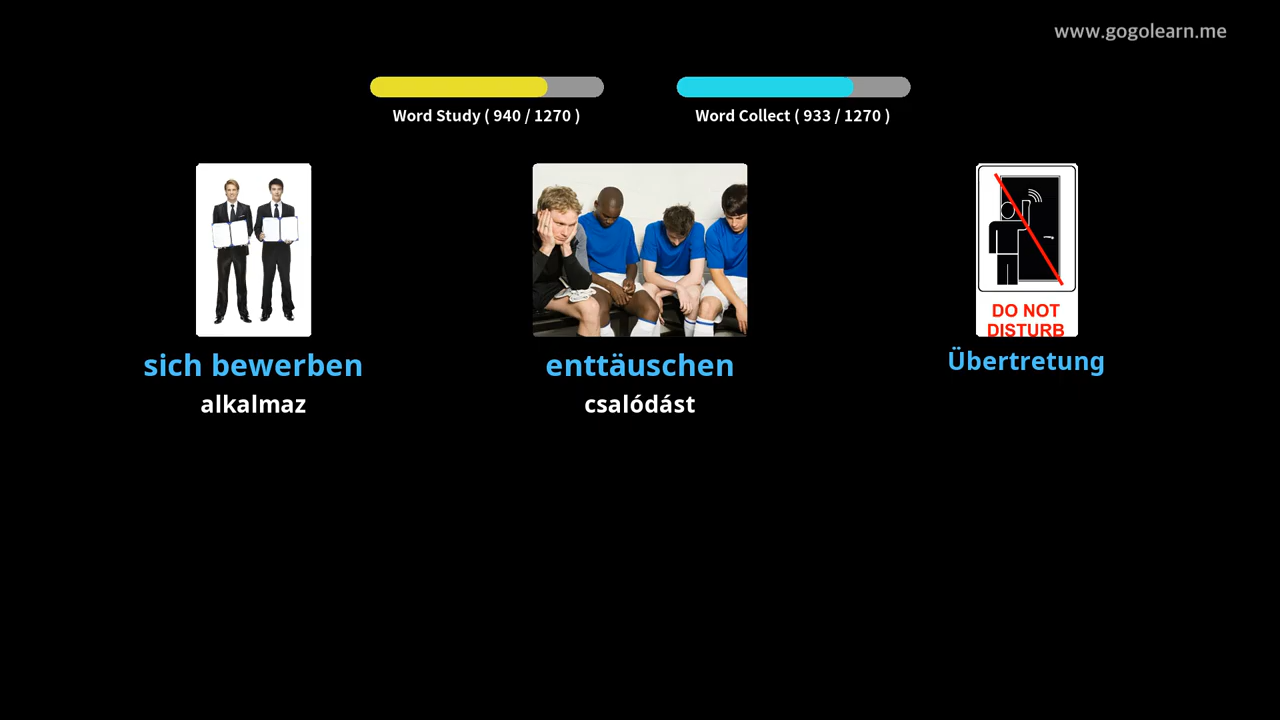 www.gogolearn.me
Word Study ( 940 / 1270 )
Word Collect ( 933 / 1270 )
DO NOT
DISTURB
sich bewerben
enttäuschen
Übertretung
alkalmaz
csalódást